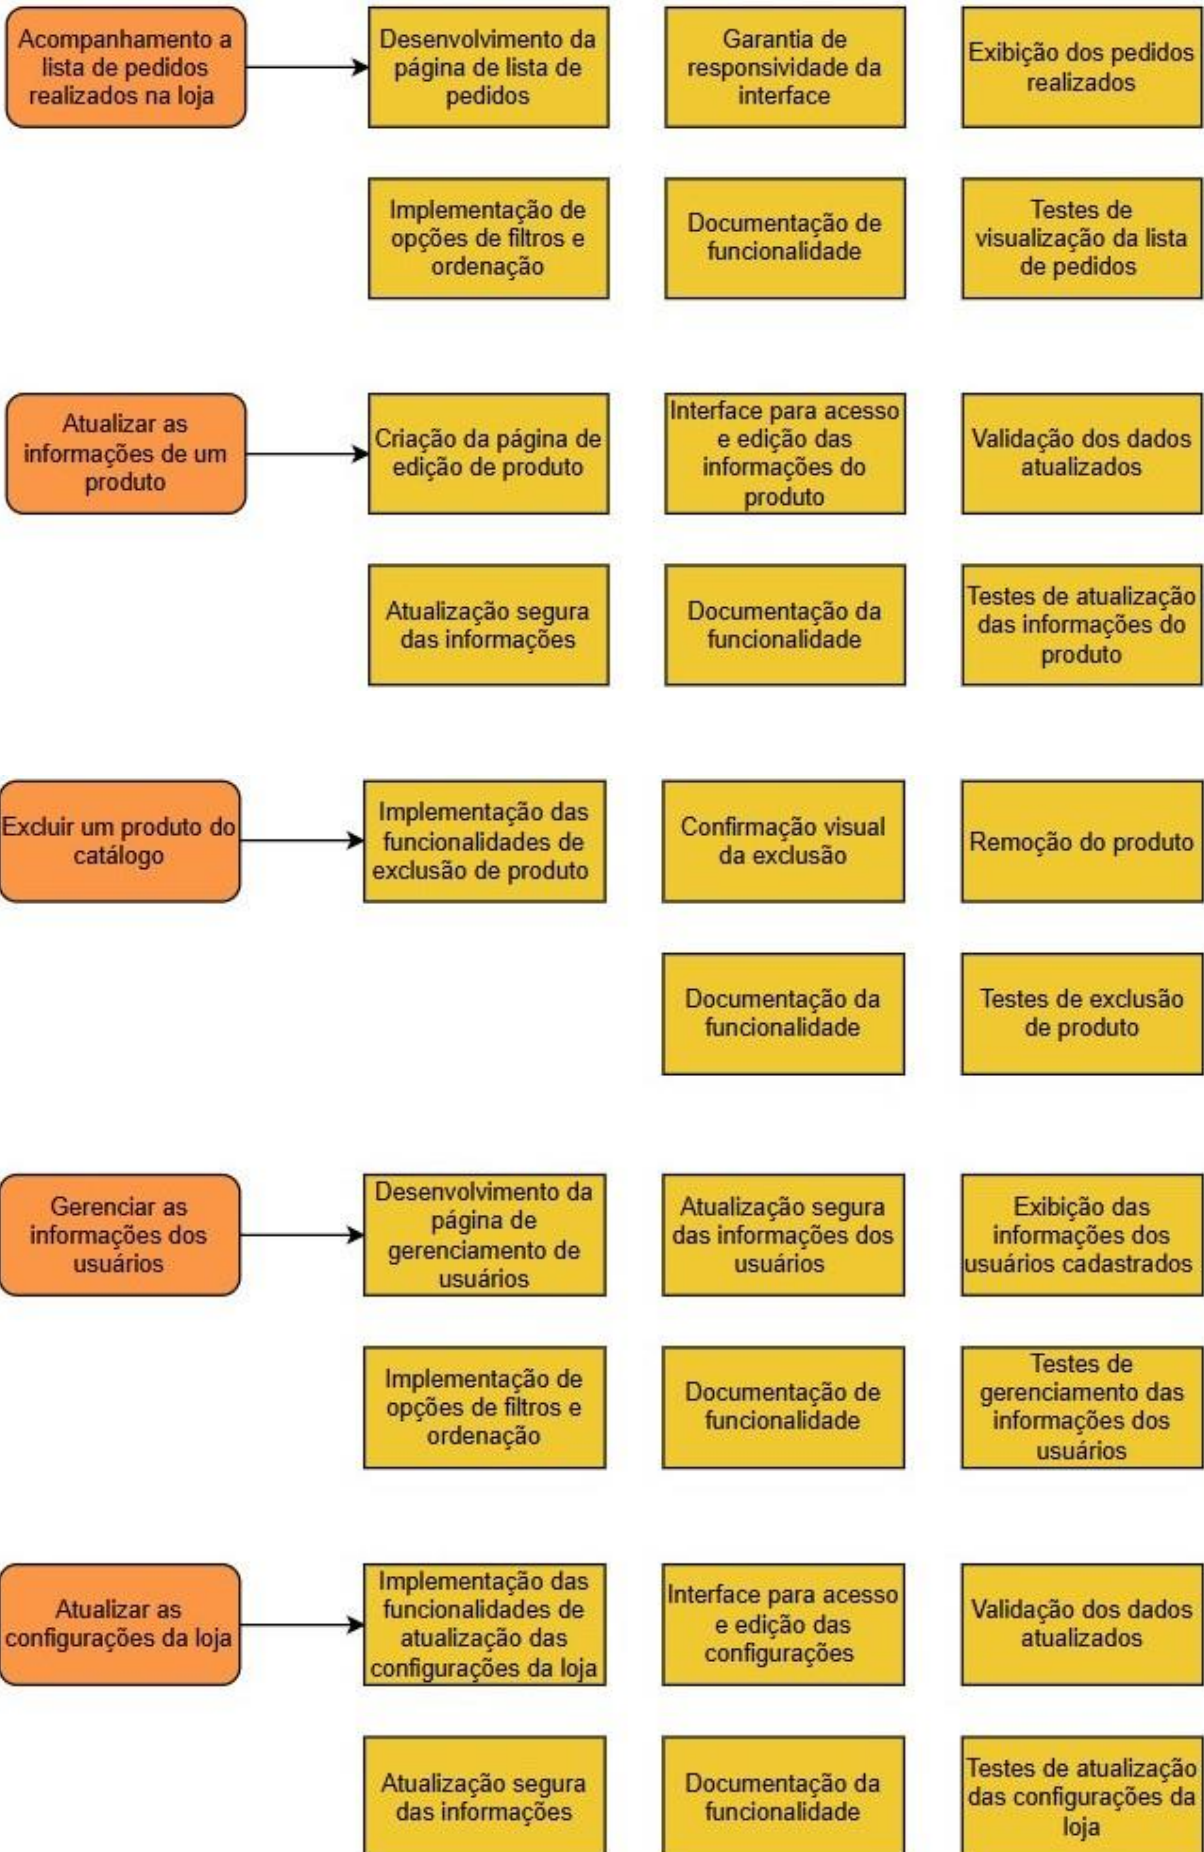 Acompanhamento a
lista de pedidos
realizados na loja
Desenvolvimento da
página de lista de
pedidos
Garantia de
responsividade da
interface
Exibição dos pedidos
realizados
Implementação de
opções de filtros e
ordenação
Documentação de
funcionalidade
Testes de
visualização da lista
de pedidos
Atualizar as
informações de um
produto
Criação da página de
edição de produto
Interface para acesso
e edição das
informações do
produto
Validação dos dados
atualizados
Atualização segura
das informações
Documentação da
funcionalidade
Testes de atualização
das informações do
produto
Excluir um produto do
catálogo
Implementação das
funcionalidades de
exclusão de produto
Confirmação visual
da exclusão
Remoção do produto
Documentação da
funcionalidade
Testes de exclusão
de produto
Gerenciar as
informações dos
usuários
Desenvolvimento da
página de
gerenciamento de
usuários
Atualização segura
das informações dos
usuários
Exibição das
informações dos
usuários cadastrados
Implementação de
opções de filtros e
ordenação
Documentação de
funcionalidade
Testes de
gerenciamento das
informações dos
usuários
Atualizar as
configurações da loja
Implementação das
funcionalidades de
atualização das
configurações da loja
Interface para acesso
e edição das
configurações
Validação dos dados
atualizados
Atualização segura
das informações
Documentação da
funcionalidade
Testes de atualização
das configurações da
loja